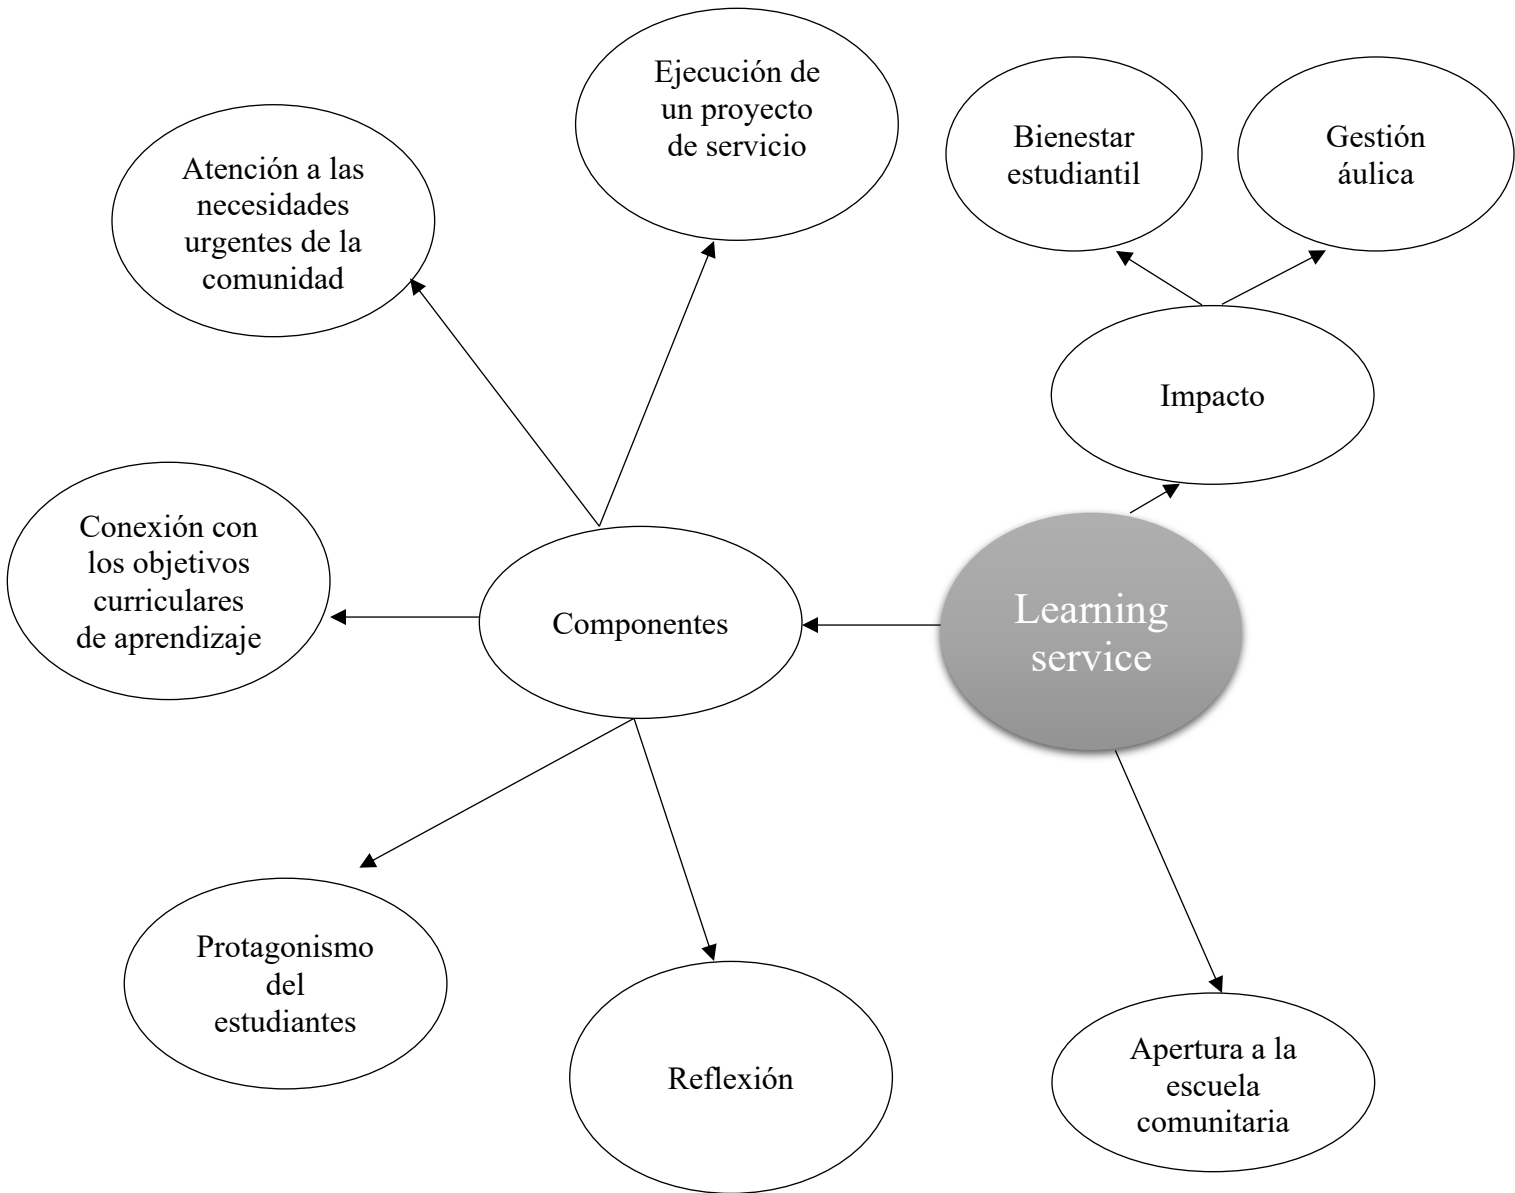 Ejecución de
un proyecto
de servicio
Bienestar
estudiantil
Gestión
áulica
Atención a las
necesidades
urgentes de la
comunidad
Impacto
Conexión con
los objetivos
curriculares
de aprendizaje
Componentes
Learning
service
Protagonismo
del
estudiantes
Reflexión
Apertura a la
escuela
comunitaria